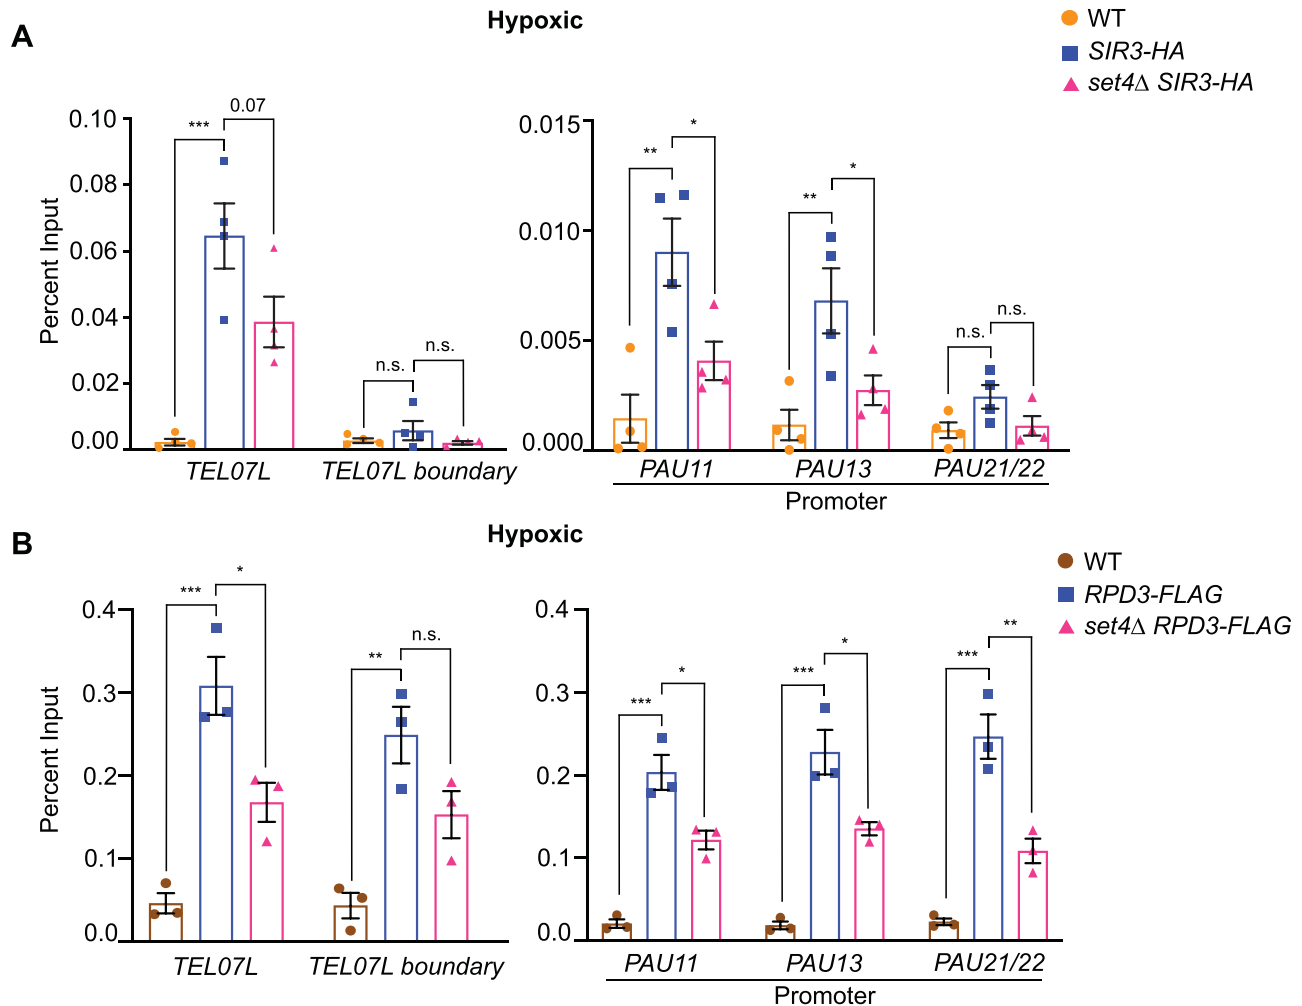 A
Hypoxic
WT
SIR3-HA
set4Δ SIR3-HA
Percent Input
0.10
0.08
0.06
0.04
0.02
0.00
***
0.07
n.s.
n.s.
TEL07L
TEL07L boundary
0.015
0.010
0.005
0.000
**
*
**
*
n.s.
n.s.
PAU11
PAU13
PAU21/22
Promoter
B
Hypoxic
WT
RPD3-FLAG
set4Δ RPD3-FLAG
Percent Input
0.4
0.3
0.2
0.1
0.0
***
*
**
n.s.
TEL07L
TEL07L boundary
0.4
0.3
0.2
0.1
0.0
***
*
***
*
***
**
PAU11
PAU13
PAU21/22
Promoter